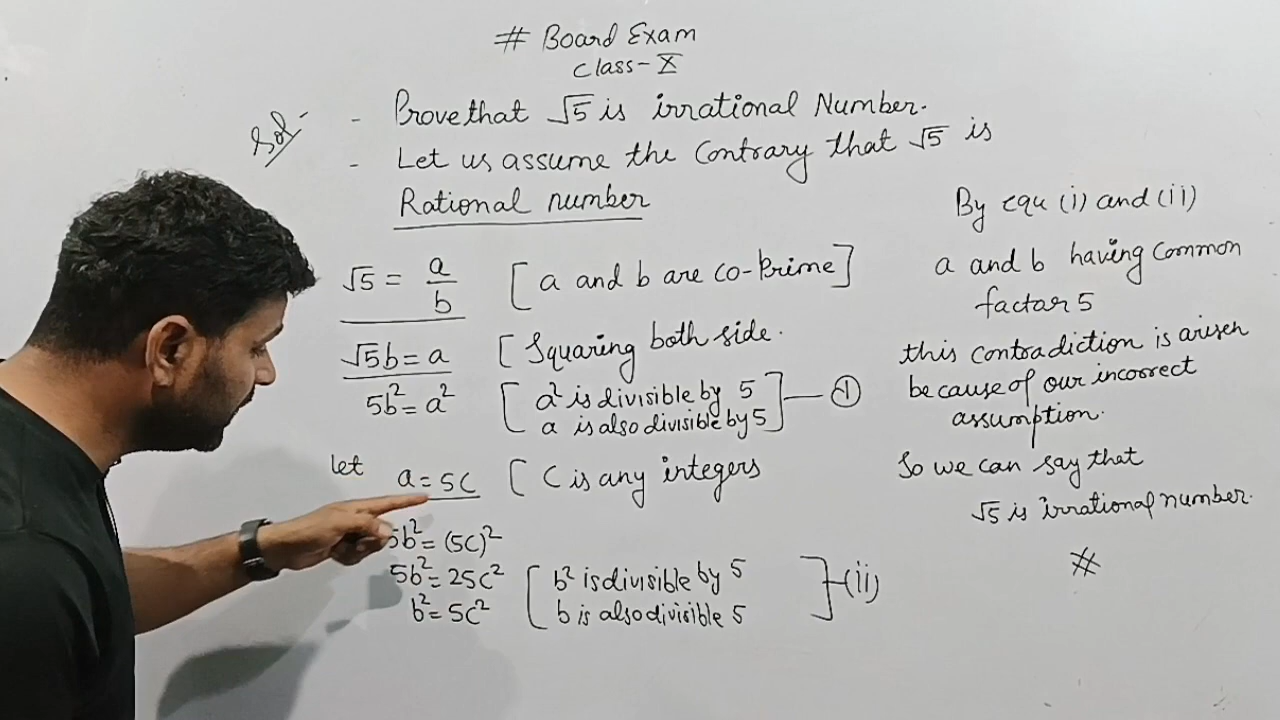 # Board Exam
Class-X
Sol-
- Prove that √5 is irrational Number.
- Let us assume the Contrary that √5 is
Rational number
√5 = a/b [a and b are co-Prime]
√5b = a [Squaring both side.
5b² = a² [a² is divisible by 5
a is also divisible by 5] — ①
let a = 5c [C is any integers
5b² = (5c)²
5b² = 25c² [b² is divisible by 5
b² = 5c² b is also divisible 5] - (ii)
By equ (i) and (ii)
a and b having Common
factor 5
this contradiction is arisen
because of our incorrect
assumption.
So we can say that
√5 is irrational number.
#